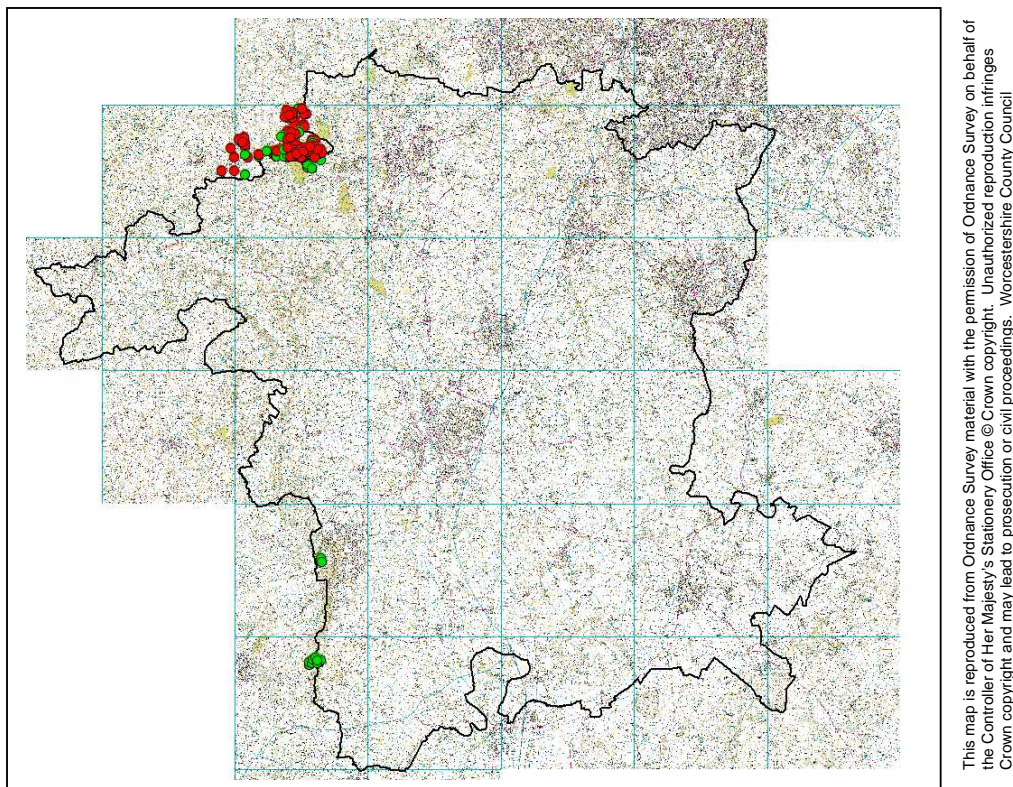 This map is reproduced from Ordnance Survey material with the permission of Ordnance Survey on behalf of
the Controller of Her Majesty's Stationery Office © Crown copyright. Unauthorized reproduction infringes
Crown copyright and may lead to prosecution or civil proceedings. Worcestershire County Council